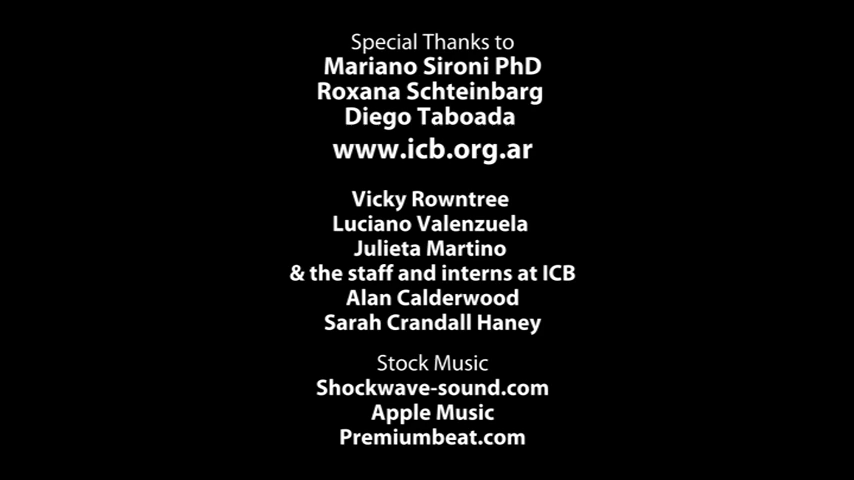 Special Thanks to
Mariano Sironi PhD
Roxana Schteinbarg
Diego Taboada
www.icb.org.ar
Vicky Rowntree
Luciano Valenzuela
Julieta Martino
& the staff and interns at ICB
Alan Calderwood
Sarah Crandall Haney
Stock Music
Shockwave-sound.com
Apple Music
Premiumbeat.com